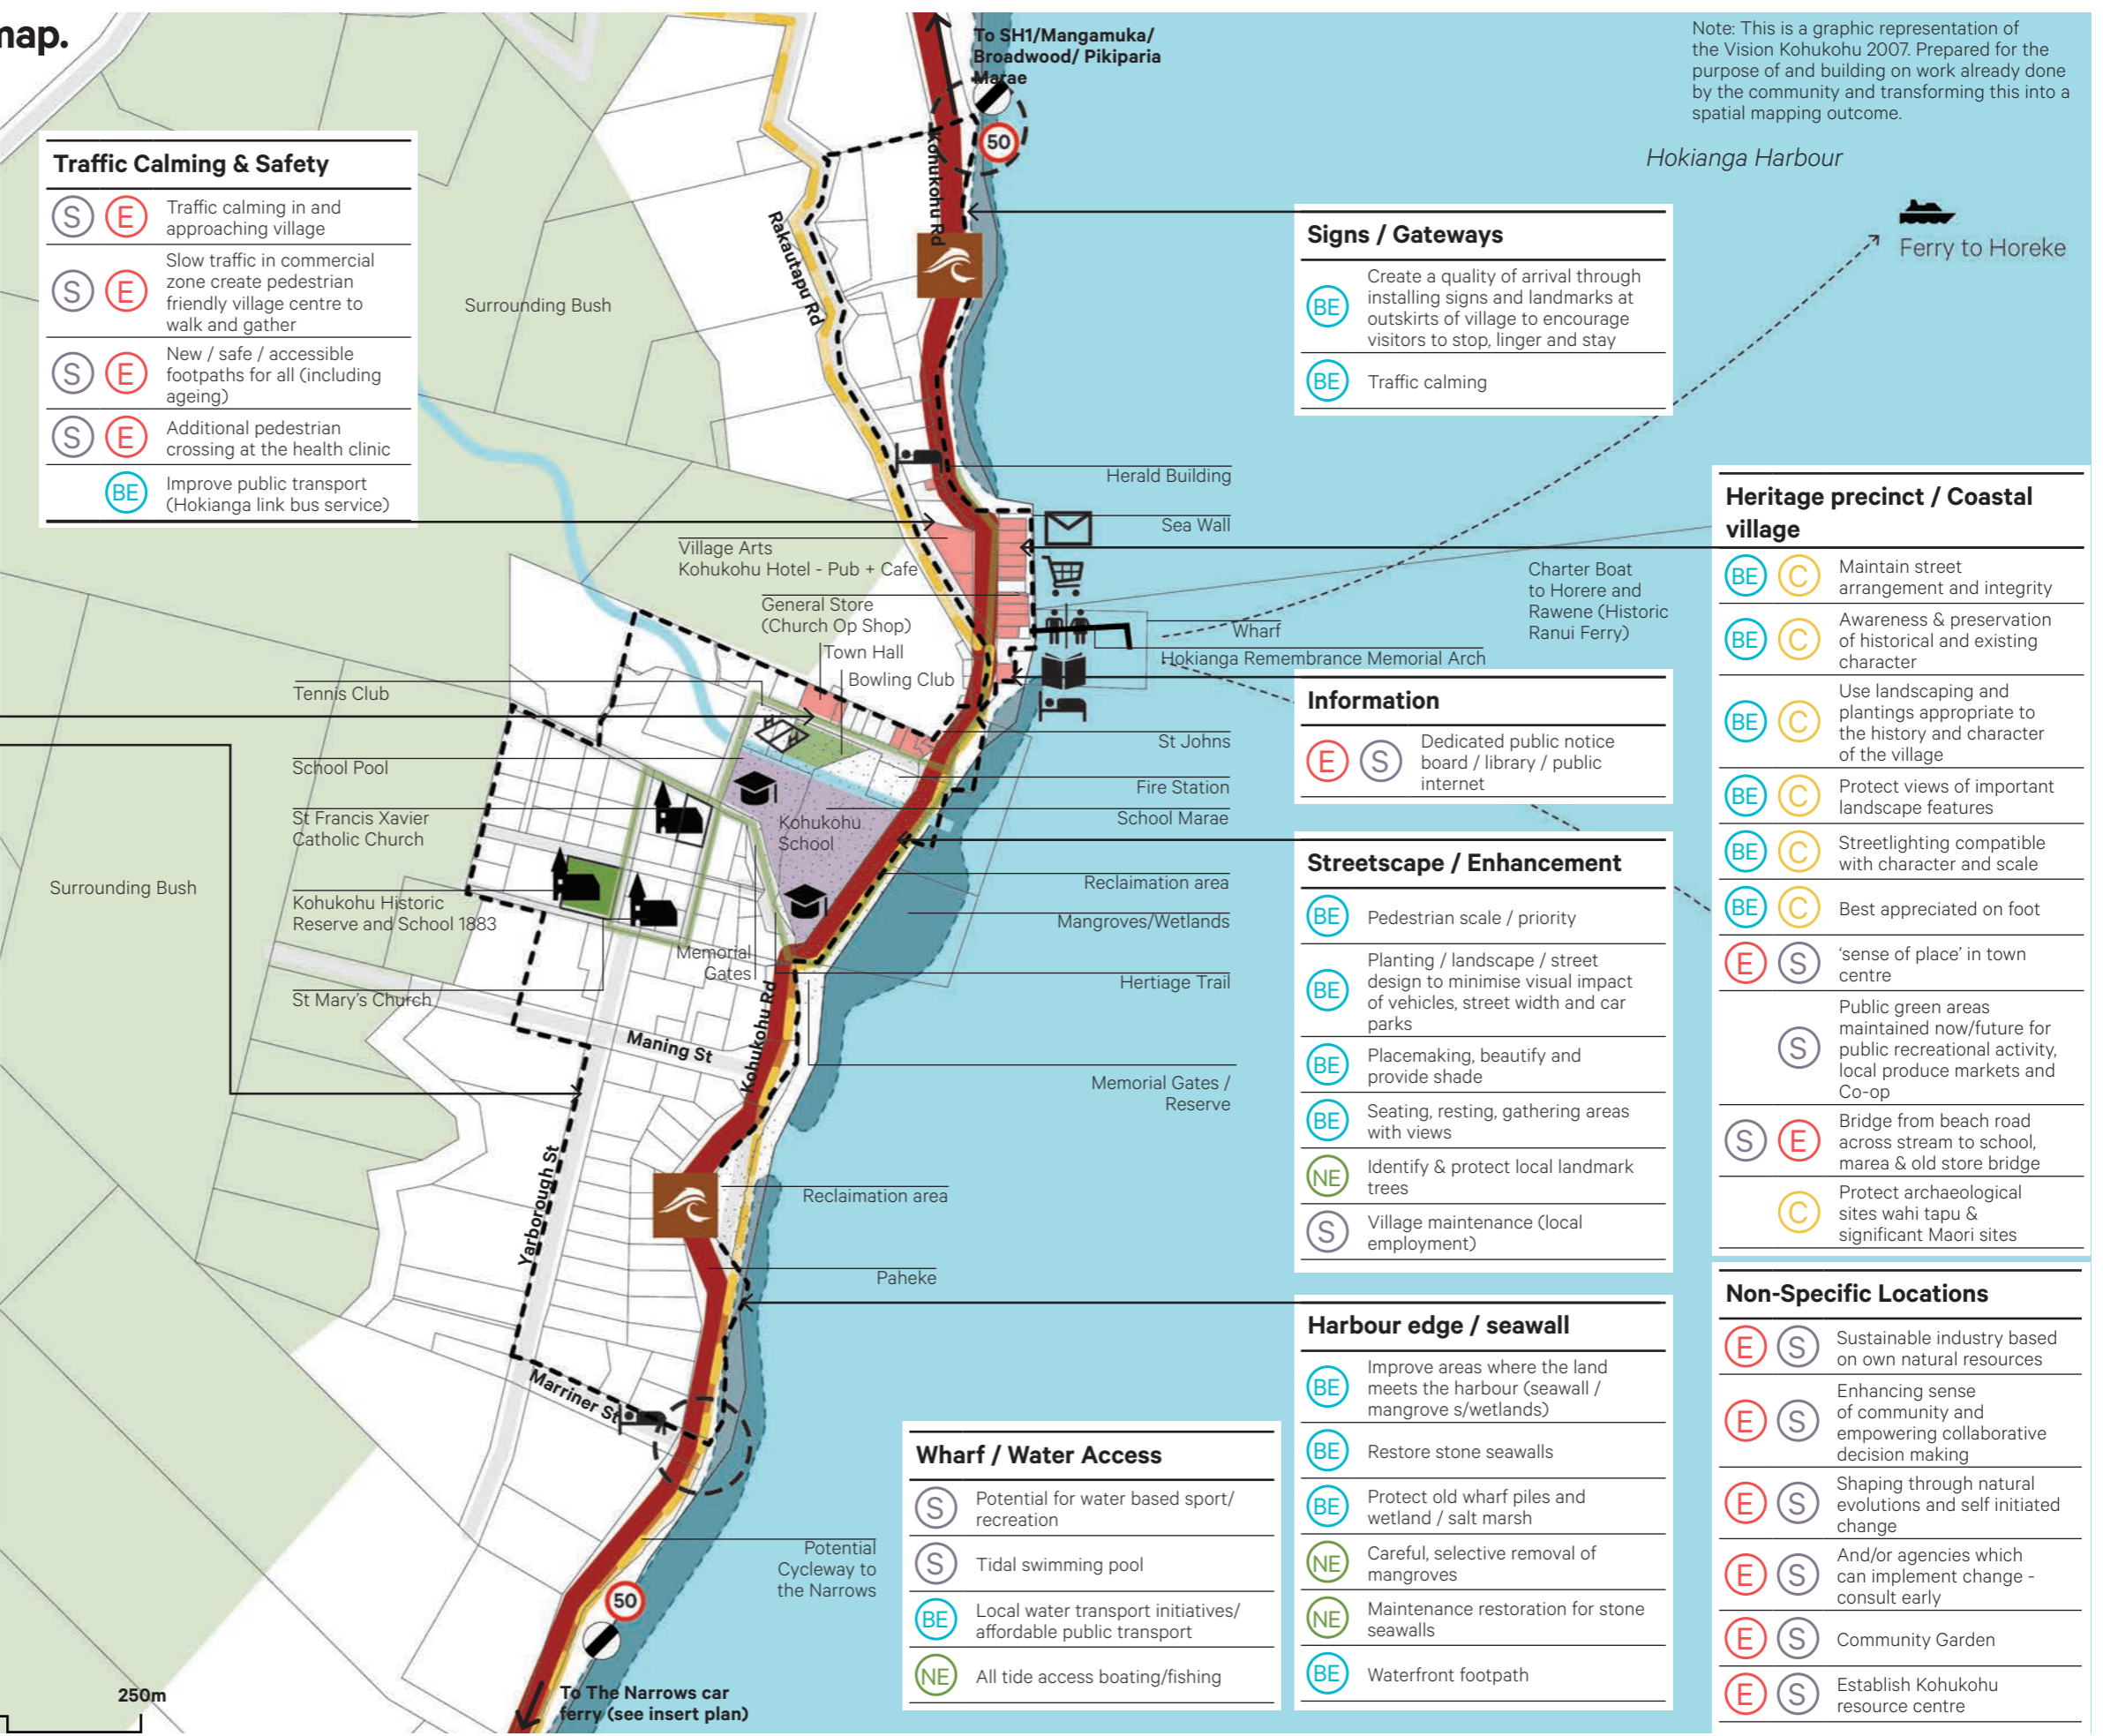 map.
To SH1/Mangamuka/
Broadwood/ Pikiparia
Marae
50
Note: This is a graphic representation of
the Vision Kohukohu 2007. Prepared for the
purpose of and building on work already done
by the community and transforming this into a
spatial mapping outcome.
Hokianga Harbour
Ferry to Horeke
Traffic Calming & Safety
S E Traffic calming in and
approaching village
S E Slow traffic in commercial
zone create pedestrian
friendly village centre to
walk and gather
S E New / safe / accessible
footpaths for all (including
ageing)
S E Additional pedestrian
crossing at the health clinic
BE Improve public transport
(Hokianga link bus service)
Surrounding Bush
Rakautapu Rd
Kohukohu Rd
Signs / Gateways
BE Create a quality of arrival through
installing signs and landmarks at
outskirts of village to encourage
visitors to stop, linger and stay
BE Traffic calming
Herald Building
Sea Wall
Village Arts
Kohukohu Hotel - Pub + Cafe
General Store
(Church Op Shop)
Town Hall
Bowling Club
Tennis Club
Wharf
Hokianga Remembrance Memorial Arch
Charter Boat
to Horere and
Rawene (Historic
Ranui Ferry)
H
H
School Pool
St Francis Xavier
Catholic Church
Kohukohu
School
St Johns
Fire Station
School Marae
Reclaimation area
Mangroves/Wetlands
Surrounding Bush
Kohukohu Historic
Reserve and School 1883
Memorial
Gates
St Mary's Church
Hertiage Trail
Maning St
Kohukohu Rd
Memorial Gates /
Reserve
Yarborough St
Reclaimation area
Paheke
Marriner St
Potential
Cycleway to
the Narrows
50
To The Narrows car
ferry (see insert plan)
250m
Information
E S Dedicated public notice
board / library / public
internet
Streetscape / Enhancement
BE Pedestrian scale / priority
BE Planting / landscape / street
design to minimise visual impact
of vehicles, street width and car
parks
BE Placemaking, beautify and
provide shade
BE Seating, resting, gathering areas
with views
NE Identify & protect local landmark
trees
S Village maintenance (local
employment)
Harbour edge / seawall
BE Improve areas where the land
meets the harbour (seawall /
mangrove s/wetlands)
BE Restore stone seawalls
BE Protect old wharf piles and
wetland / salt marsh
NE Careful, selective removal of
mangroves
NE Maintenance restoration for stone
seawalls
BE Waterfront footpath
Wharf / Water Access
S Potential for water based sport/
recreation
S Tidal swimming pool
BE Local water transport initiatives/
affordable public transport
NE All tide access boating/fishing
Heritage precinct / Coastal
village
BE C Maintain street
arrangement and integrity
BE C Awareness & preservation
of historical and existing
character
BE C Use landscaping and
plantings appropriate to
the history and character
of the village
BE C Protect views of important
landscape features
BE C Streetlighting compatible
with character and scale
BE C Best appreciated on foot
E S ‘sense of place’ in town
centre
S Public green areas
maintained now/future for
public recreational activity,
local produce markets and
Co-op
S E Bridge from beach road
across stream to school,
marea & old store bridge
C Protect archaeological
sites wahi tapu &
significant Maori sites
Non-Specific Locations
E S Sustainable industry based
on own natural resources
E S Enhancing sense
of community and
empowering collaborative
decision making
E S Shaping through natural
evolutions and self initiated
change
E S And/or agencies which
can implement change -
consult early
E S Community Garden
E S Establish Kohukohu
resource centre